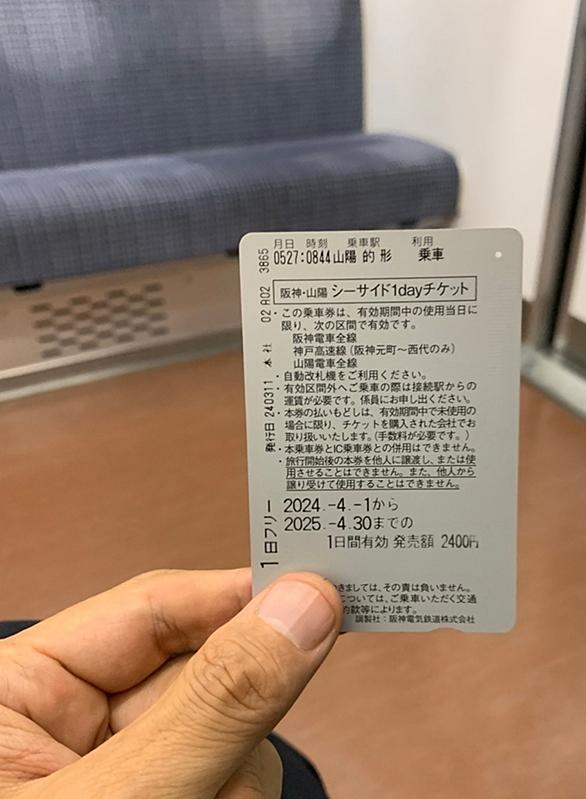 月日 時刻 乗車駅 利用
0527:0844 山陽 的 形 乗車
阪神・山陽 シーサイド1dayチケット
・この乗車券は、有効期間中の使用当日に
限り、次の区間で有効です。
阪神電車全線
神戸高速線(阪神元町〜西代のみ)
山陽電車全線
・自動改札機をご利用ください。
・有効区間外へご乗車の際は接続駅からの
運賃が必要です。係員にお申し出ください。
・本券の払いもどしは、有効期間中で未使用の
場合に限り、チケットを購入された会社でお
取り扱いいたします。(手数料が必要です。)
・本乗車券とIC乗車券との併用はできません。
・旅行開始後の本券を他人に譲渡し、または使
用させることはできません。また、他人から
譲り受けて使用することはできません。
2024.-4.-1から
2025.-4.30までの
1日間有効 発売額 2400円
きましては、その責は負いません。
については、ご乗車いただく交通
約款等によります。
調製社:阪神電気鉄道株式会社
1日フリー
発行日 240311 本 社 02 A02 3865